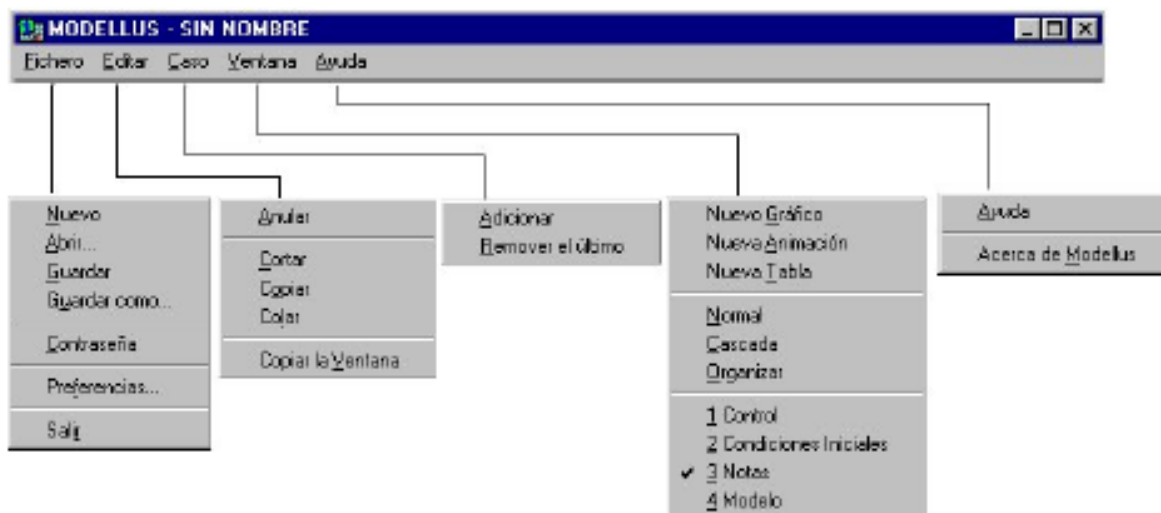 MODELLUS - SIN NOMBRE
Fichero Editar Caso Ventana Ayuda
Nuevo
Abrir...
Guardar
Guardar como...
Contraseña
Preferencias...
Salir
Anular
Cortar
Copiar
Colar
Copiar la Ventana
Adicionar
Remover el último
Nuevo Gráfico
Nueva Animación
Nueva Tabla
Normal
Cascada
Organizar
1 Control
2 Condiciones Iniciales
✔ 3 Notas
4 Modelo
Ayuda
Acerca de Modellus